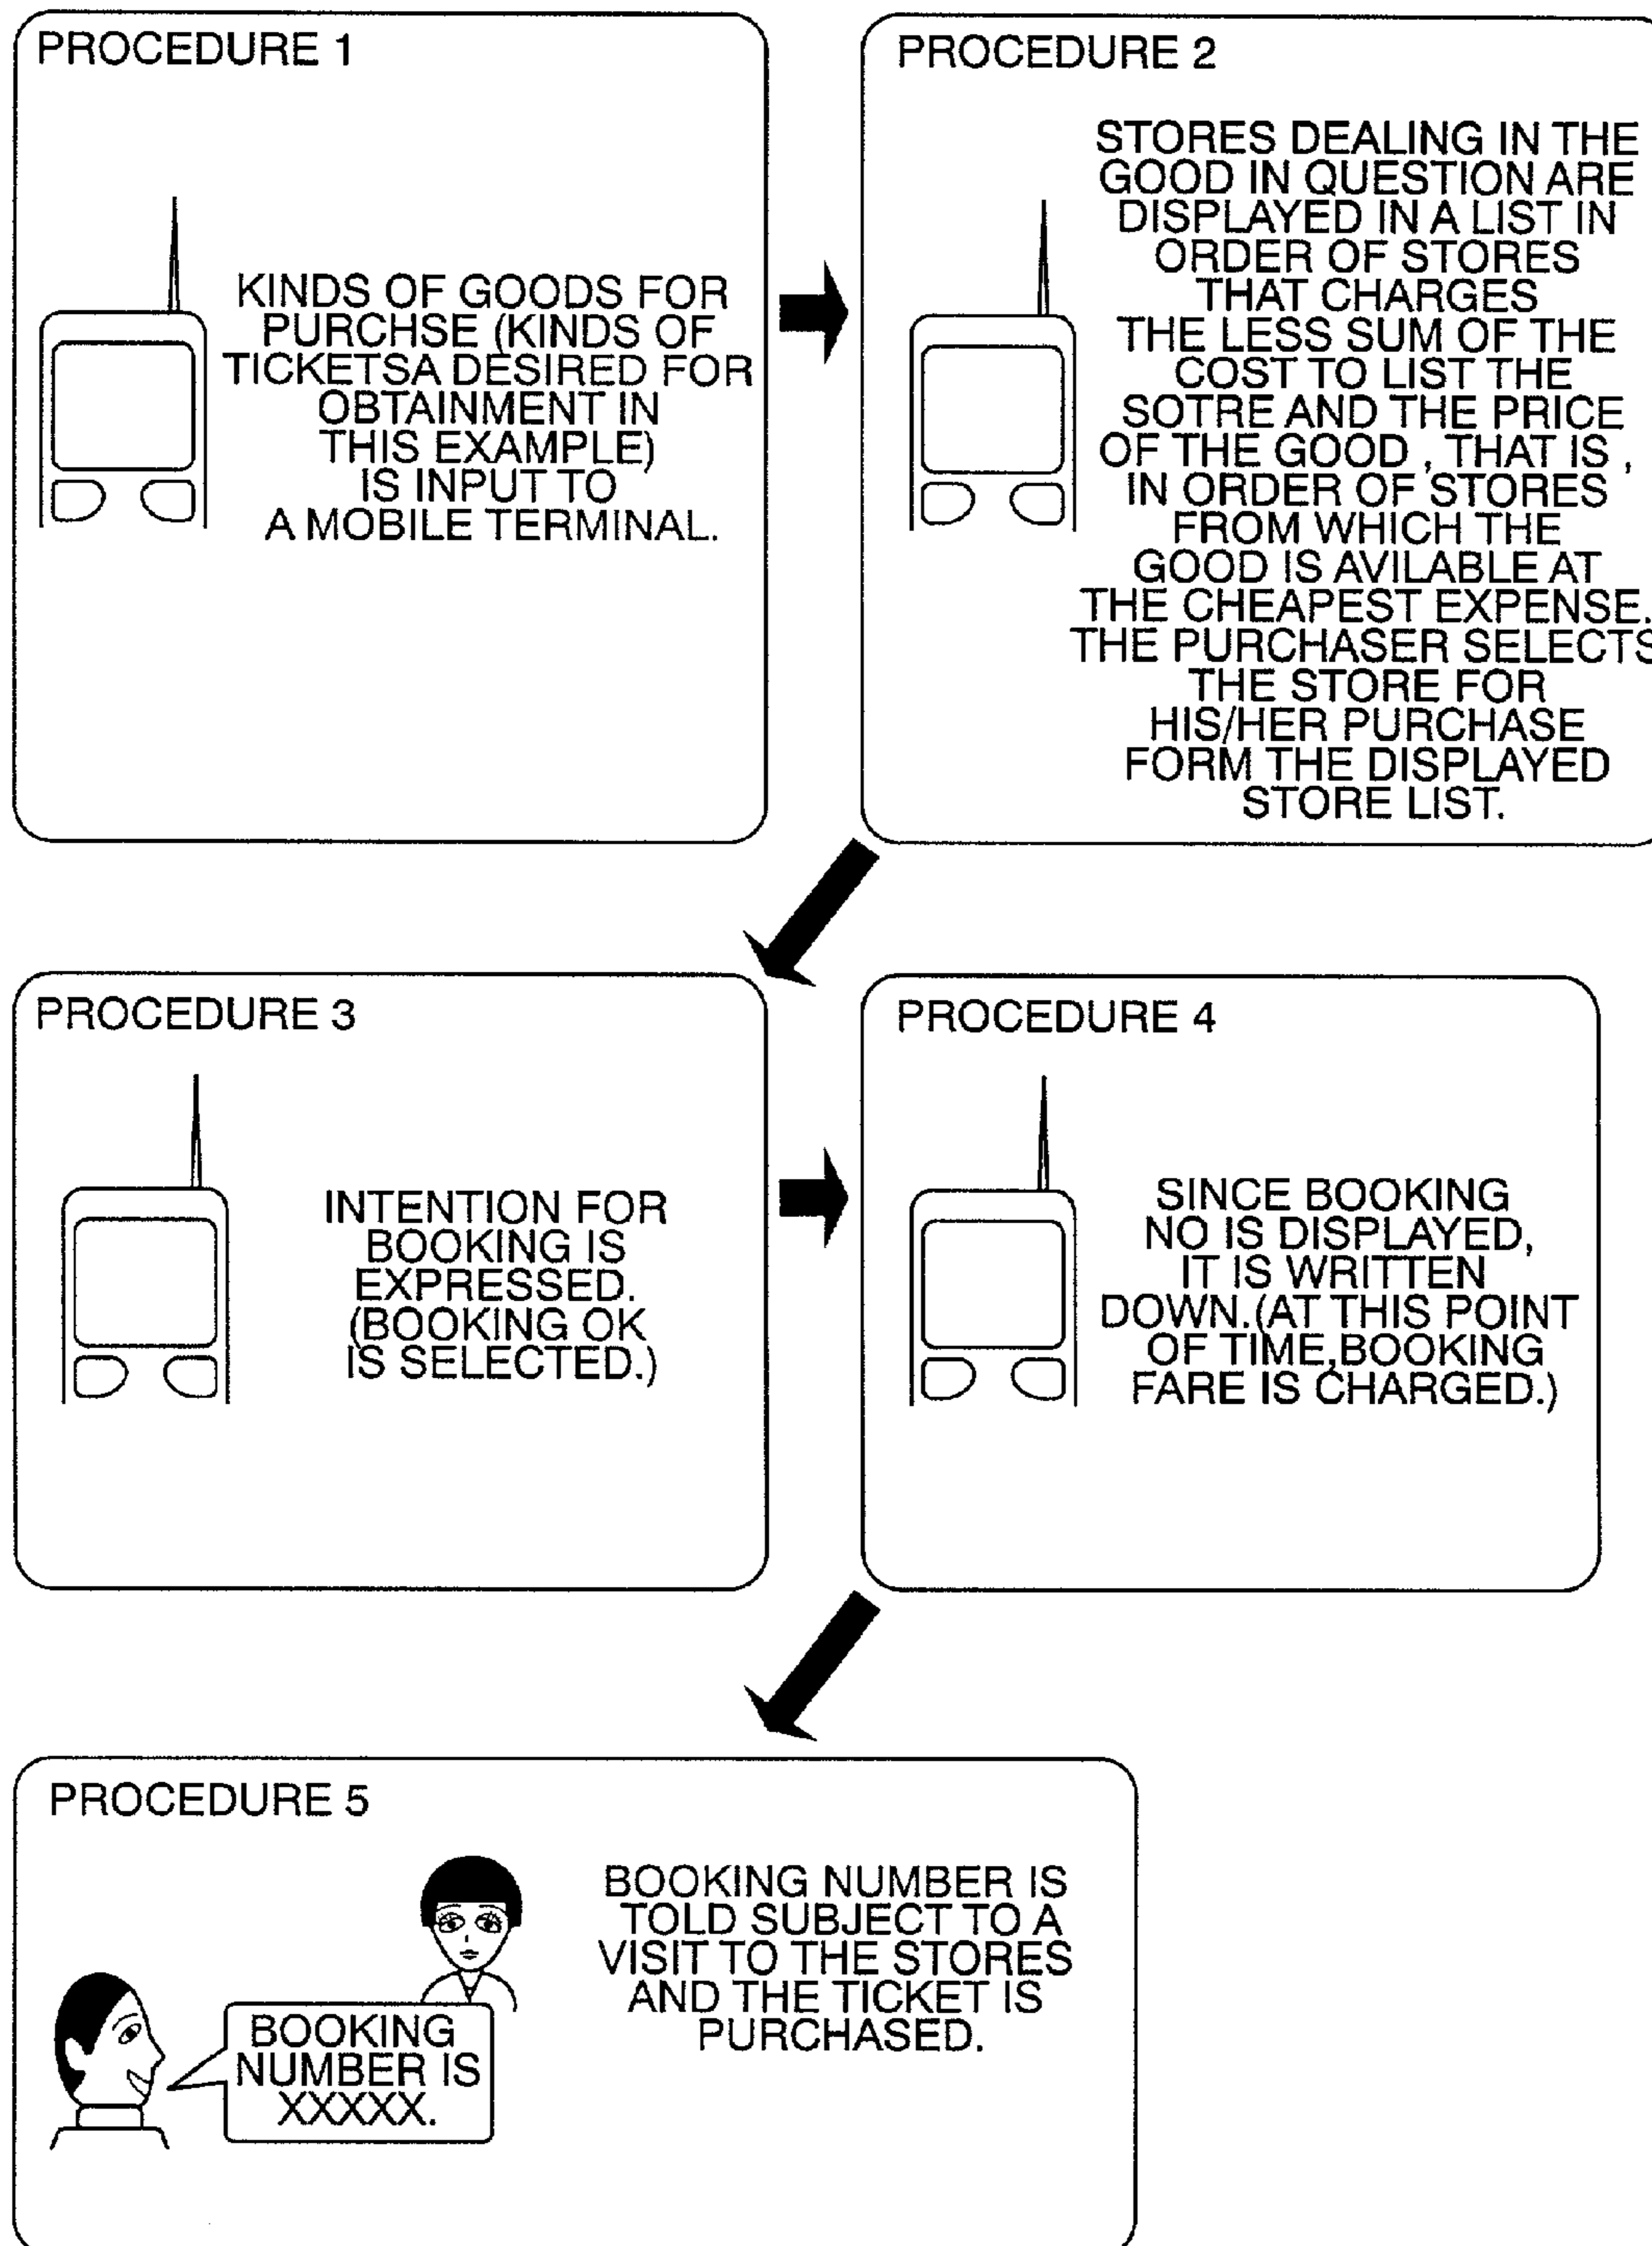 PROCEDURE 1
KINDS OF GOODS FOR
PURCHSE (KINDS OF
TICKETSA DESIRED FOR
OBTAINMENT IN
THIS EXAMPLE)
IS INPUT TO
A MOBILE TERMINAL.
PROCEDURE 2
STORES DEALING IN THE
GOOD IN QUESTION ARE
DISPLAYED IN A LIST IN
ORDER OF STORES
THAT CHARGES
THE LESS SUM OF THE
COST TO LIST THE
SOTRE AND THE PRICE
OF THE GOOD , THAT IS ,
IN ORDER OF STORES
FROM WHICH THE
GOOD IS AVILABLE AT
THE CHEAPEST EXPENSE.
THE PURCHASER SELECTS
THE STORE FOR
HIS/HER PURCHASE
FORM THE DISPLAYED
STORE LIST.
PROCEDURE 3
INTENTION FOR
BOOKING IS
EXPRESSED.
(BOOKING OK
IS SELECTED.)
PROCEDURE 4
SINCE BOOKING
NO IS DISPLAYED,
IT IS WRITTEN
DOWN.(AT THIS POINT
OF TIME,BOOKING
FARE IS CHARGED.)
PROCEDURE 5
BOOKING
NUMBER IS
XXXXX.
BOOKING NUMBER IS
TOLD SUBJECT TO A
VISIT TO THE STORES
AND THE TICKET IS
PURCHASED.